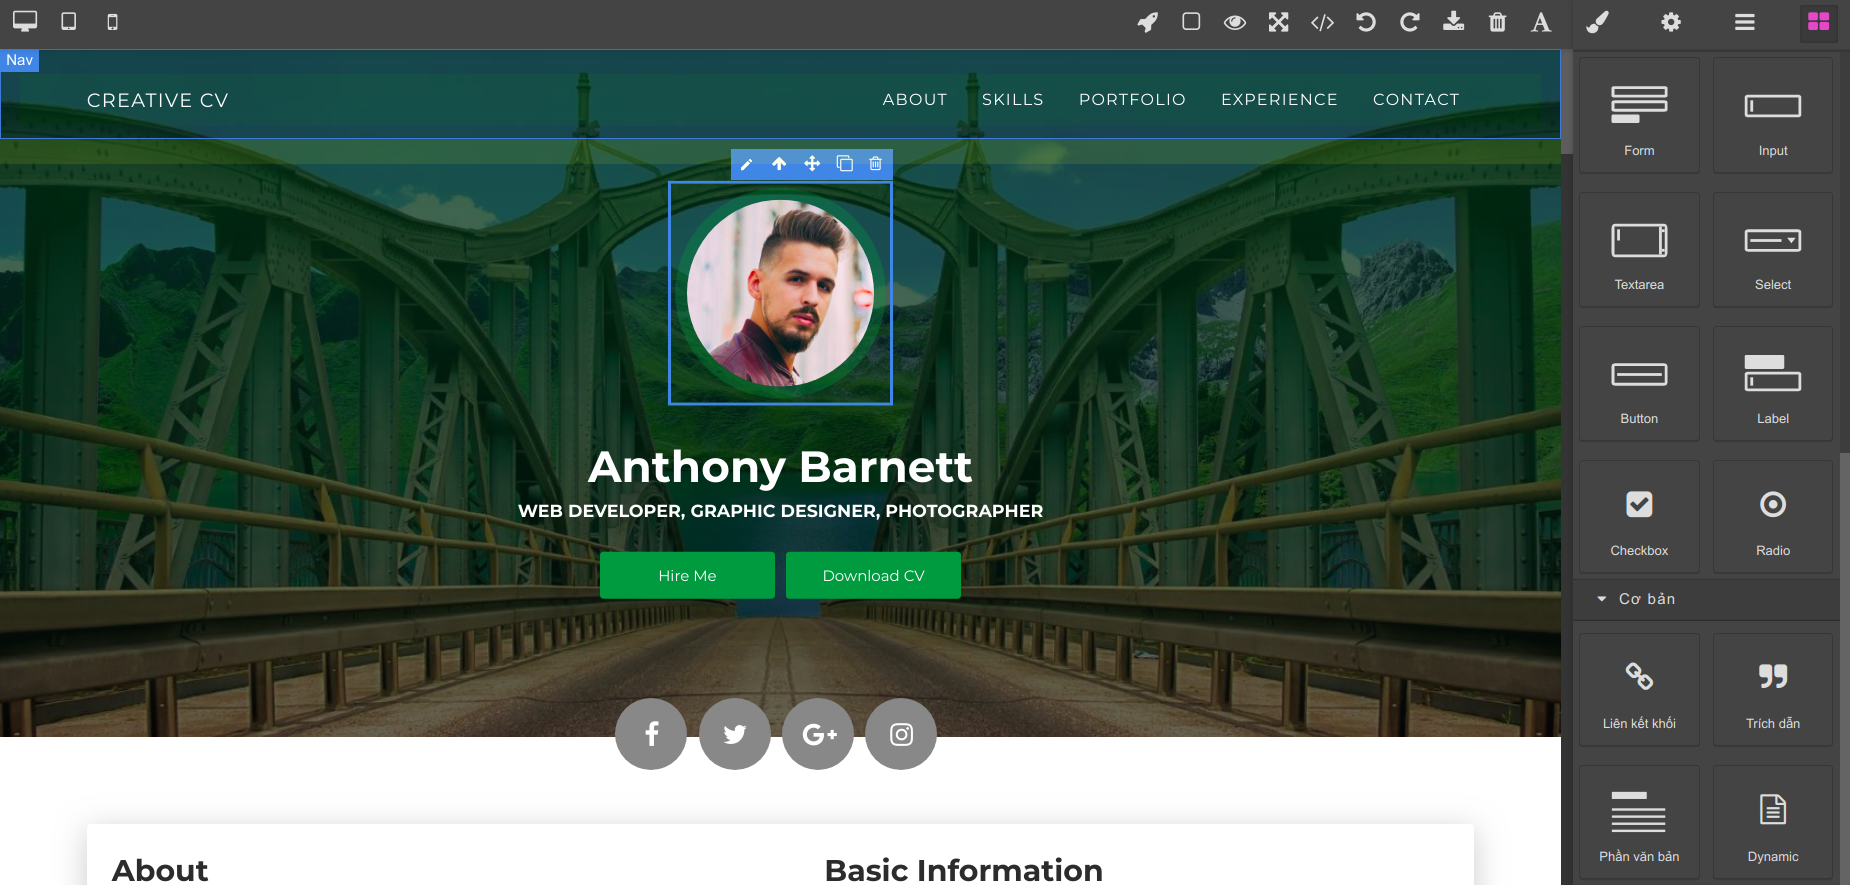 Nav
CREATIVE CV
ABOUT SKILLS PORTFOLIO EXPERIENCE CONTACT
Anthony Barnett
WEB DEVELOPER, GRAPHIC DESIGNER, PHOTOGRAPHER
Hire Me
Download CV
About
Basic Information
Form
Input
Textarea
Select
Button
Label
Checkbox
Radio
Cơ bản
Liên kết khối
Trích dẫn
Phần văn bản
Dynamic